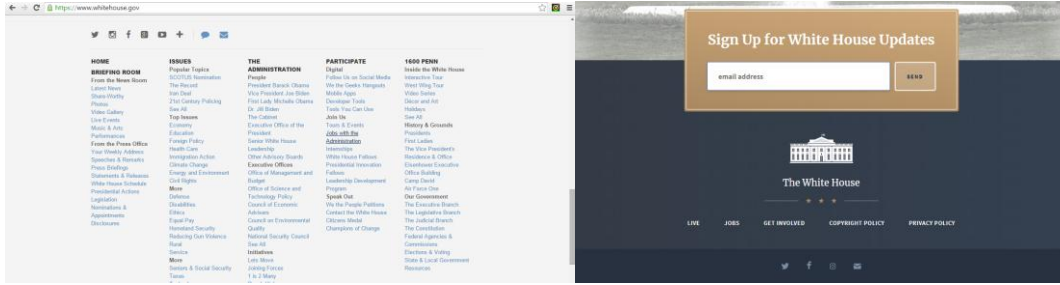 https://www.whitehouse.gov
HOME
BRIEFING ROOM
From the News Room
Latest News
Share-Worthy
Photos
Video Gallery
Live Events
Music & Arts
Performances
From the Press Office
Your Weekly Address
Speeches & Remarks
Press Briefings
Statements & Releases
White House Schedule
Presidential Actions
Legislation
Nominations &
Appointments
Disclosures
ISSUES
Popular Topics
SCOTUS Nomination
The Record
Iran Deal
21st Century Policing
See All
Top Issues
Economy
Education
Foreign Policy
Health Care
Immigration Action
Climate Change
Energy and Environment
Civil Rights
More
Defense
Disabilities
Ethics
Equal Pay
Homeland Security
Reducing Gun Violence
Rural
Service
More
Seniors & Social Security
Taxes
THE
ADMINISTRATION
People
President Barack Obama
Vice President Joe Biden
First Lady Michelle Obama
Dr. Jill Biden
The Cabinet
Executive Office of the
President
Senior White House
Leadership
Other Advisory Boards
Executive Offices
Office of Management and
Budget
Office of Science and
Technology Policy
Council of Economic
Advisers
Council on Environmental
Quality
National Security Council
See All
Initiatives
Let's Move
Joining Forces
1 is 2 Many
PARTICIPATE
Digital
Follow Us on Social Media
We the Geeks Hangouts
Mobile Apps
Developer Tools
Tools You Can Use
Join Us
Tours & Events
Jobs with the
Administration
Internships
White House Fellows
Presidential Innovation
Fellows
Leadership Development
Program
Speak Out
We the People Petitions
Contact the White House
Citizens Medal
Champions of Change
1600 PENN
Inside the White House
Interactive Tour
West Wing Tour
Video Series
Décor and Art
Holidays
See All
History & Grounds
Presidents
First Ladies
The Vice President's
Residence & Office
Eisenhower Executive
Office Building
Camp David
Air Force One
Our Government
The Executive Branch
The Legislative Branch
The Judicial Branch
The Constitution
Federal Agencies &
Commissions
Elections & Voting
State & Local Government
Resources
Sign Up for White House Updates
email address
SEND
The White House
LIVE JOBS GET INVOLVED COPYRIGHT POLICY PRIVACY POLICY